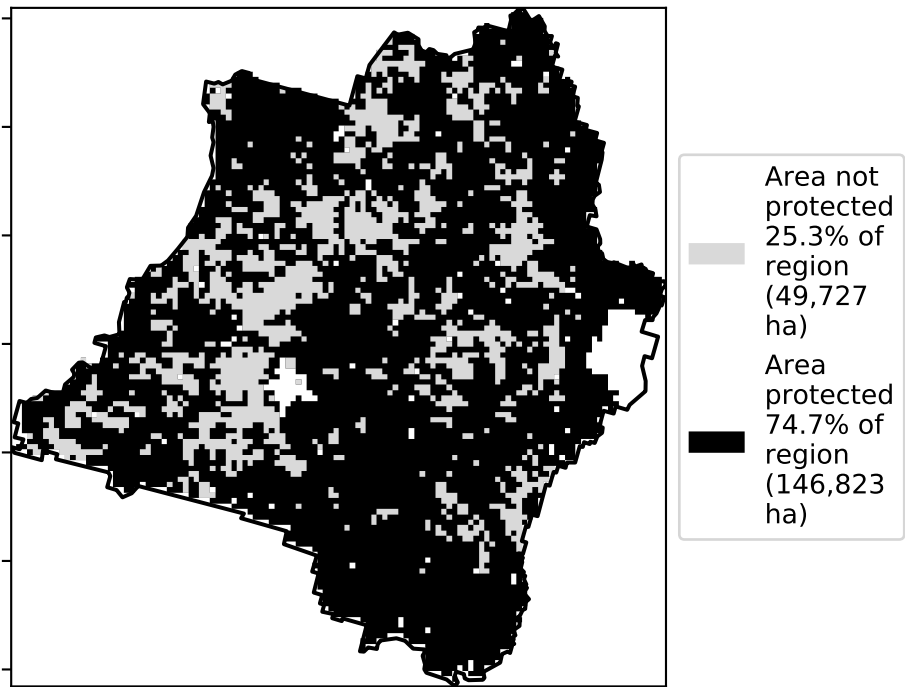 Area not
protected
25.3% of
region
(49,727
ha)
Area
protected
74.7% of
region
(146,823
ha)